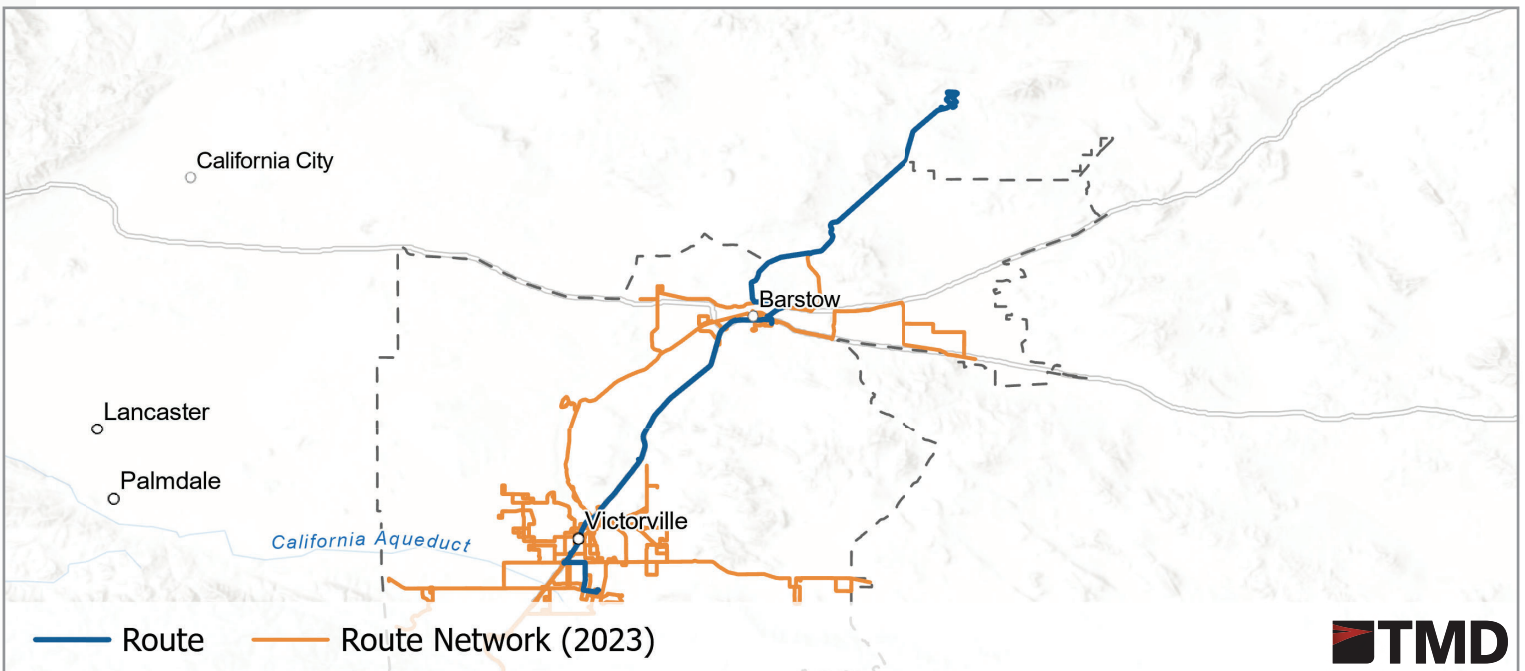 California City
Barstow
Lancaster
Palmdale
Victorville
California Aqueduct
Route
Route Network (2023)
TMD